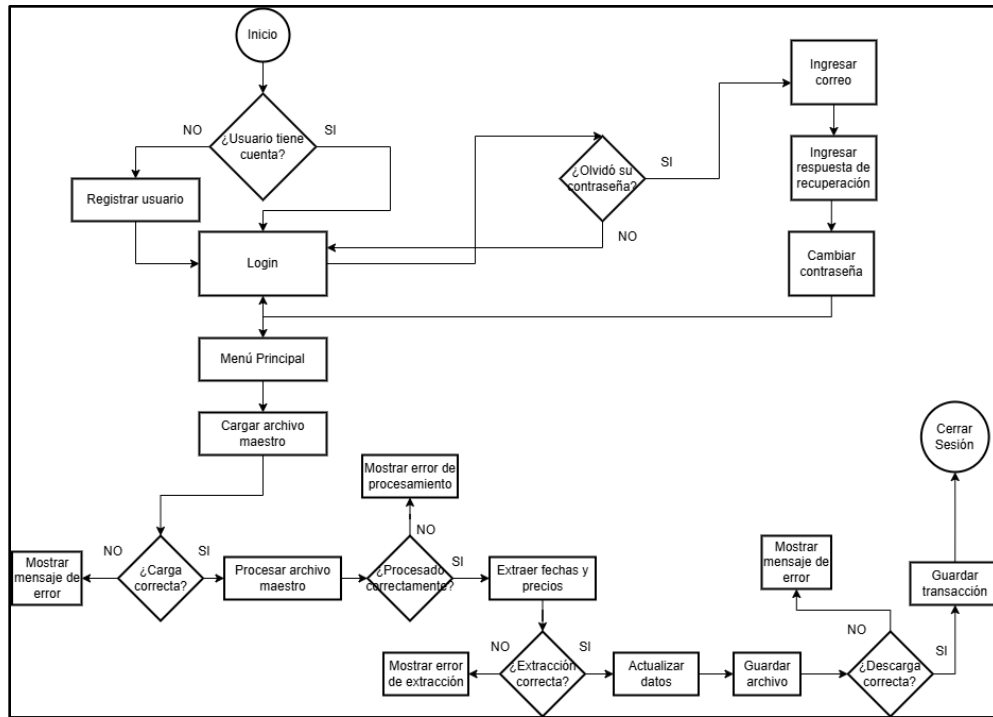 Inicio
¿Usuario tiene
cuenta?
NO
SI
Registrar usuario
Login
¿Olvidó su
contraseña?
SI
NO
Ingresar
correo
Ingresar
respuesta de
recuperación
Cambiar
contraseña
Menú Principal
Cargar archivo
maestro
¿Carga
correcta?
NO
SI
Mostrar
mensaje de
error
Procesar archivo
maestro
¿Procesado
correctamente?
NO
SI
Mostrar error de
procesamiento
Extraer fechas y
precios
¿Extracción
correcta?
NO
SI
Mostrar error
de extracción
Actualizar
datos
Guardar
archivo
¿Descarga
correcta?
NO
SI
Mostrar
mensaje de
error
Guardar
transacción
Cerrar
Sesión